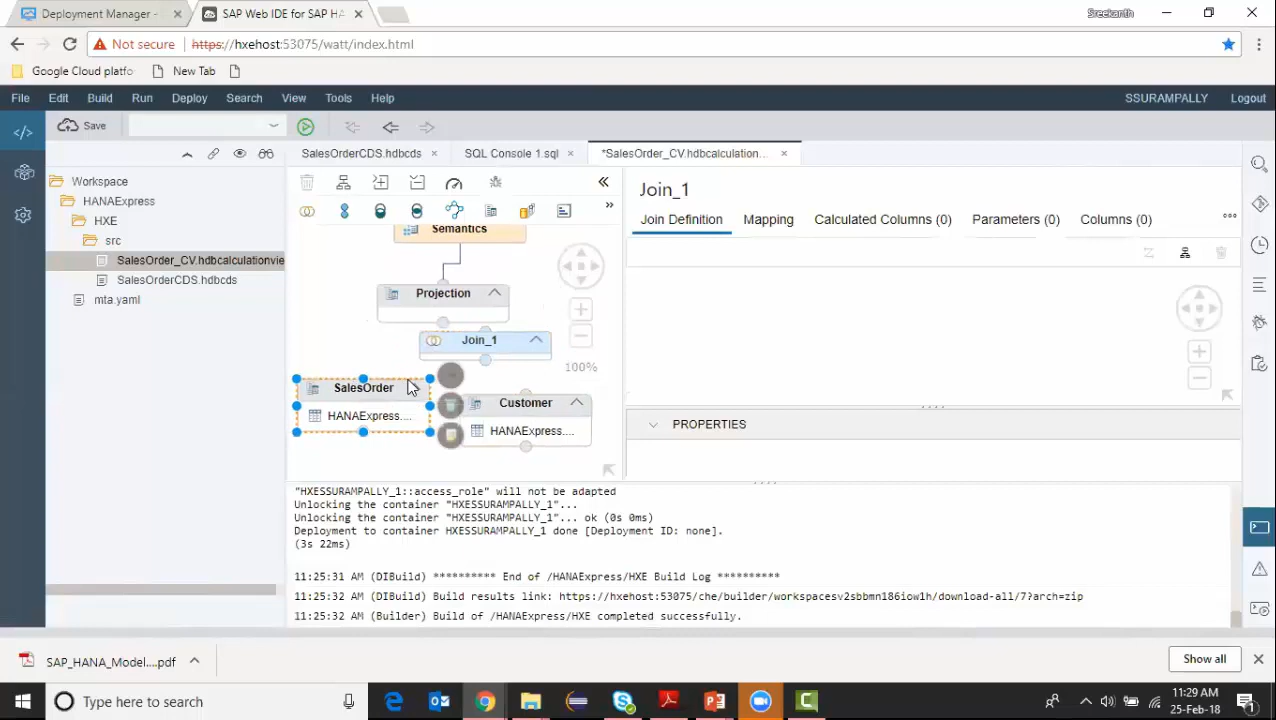 Deployment Manager -
SAP Web IDE for SAP HA
Sreekanth
Not secure
https://hxehost:53075/watt/index.html
Google Cloud platfo
New Tab
File Edit Build Run Deploy Search View Tools Help
SSURAMPALLY Logout
Save
SalesOrderCDS.hdbcds
SQL Console 1.sql
*SalesOrder_CV.hdbcalculation...
Workspace
HANAExpress
HXE
src
SalesOrder_CV.hdbcalculationvie
SalesOrderCDS.hdbcds
mta.yaml
Semantics
Projection
Join_1
SalesOrder
HANAExpress....
Customer
HANAExpress....
100%
Join_1
Join Definition Mapping Calculated Columns (0) Parameters (0) Columns (0)
PROPERTIES
"HXESSURAMPALLY_1::access_role" will not be adapted
Unlocking the container "HXESSURAMPALLY_1"...
Unlocking the container "HXESSURAMPALLY_1"... ok (0s 0ms)
Deployment to container HXESSURAMPALLY_1 done [Deployment ID: none].
(3s 22ms)
11:25:31 AM (DIBuild) ********** End of /HANAExpress/HXE Build Log **********
11:25:32 AM (DIBuild) Build results link: https://hxehost:53075/che/builder/workspacesv2sbbmn186iow1h/download-all/7?arch=zip
11:25:32 AM (Builder) Build of /HANAExpress/HXE completed successfully.
SAP_HANA_Model....pdf
Show all
Type here to search
11:29 AM
25-Feb-18